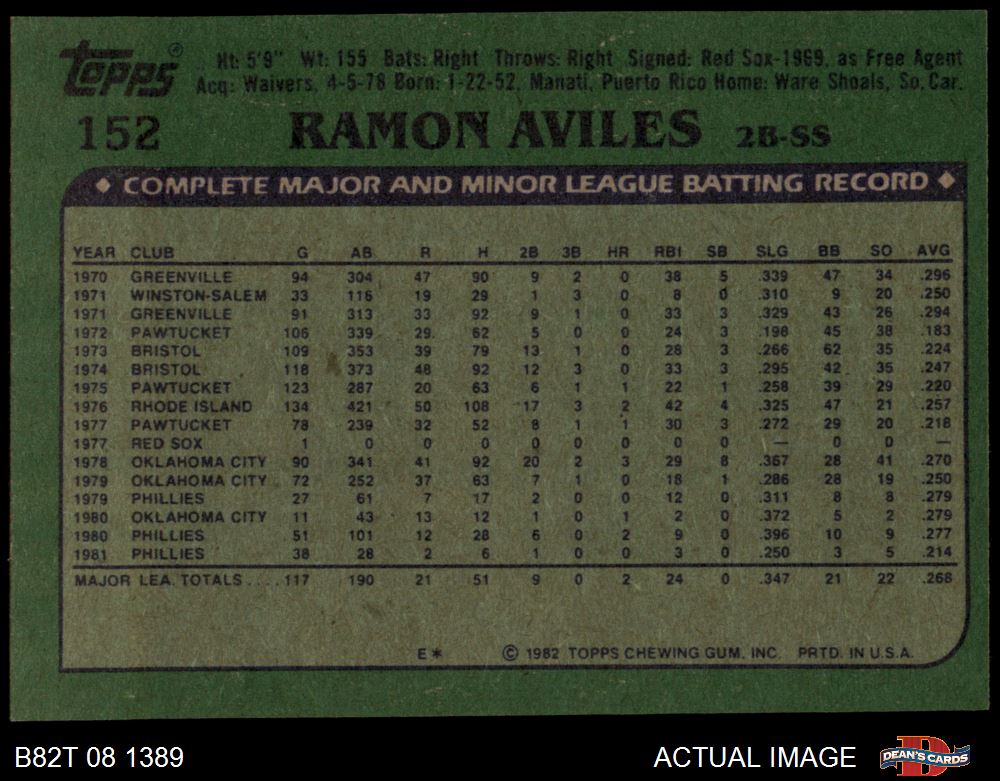 topps® Ht: 5'9" Wt: 155 Bats: Right Throws: Right Signed: Red Sox-1969, as Free Agent
Acq: Waivers, 4-5-78 Born: 1-22-52, Manati, Puerto Rico Home: Ware Shoals, So. Car.
152 RAMON AVILES 2B-SS
◆ COMPLETE MAJOR AND MINOR LEAGUE BATTING RECORD ◆
YEAR CLUB G AB R H 2B 3B HR RBI SB SLG BB SO AVG
1970 GREENVILLE 94 304 47 90 9 2 0 38 5 .339 47 34 .296
1971 WINSTON-SALEM 33 116 19 29 1 3 0 8 0 .310 9 20 .250
1971 GREENVILLE 91 313 33 92 9 1 0 33 3 .329 43 26 .294
1972 PAWTUCKET 106 339 29 62 5 0 0 24 3 .198 45 38 .183
1973 BRISTOL 109 353 39 79 13 1 0 28 3 .266 62 35 .224
1974 BRISTOL 118 373 48 92 12 3 0 33 3 .295 42 35 .247
1975 PAWTUCKET 123 287 20 63 6 1 1 22 1 .258 39 29 .220
1976 RHODE ISLAND 134 421 50 108 17 3 2 42 4 .325 47 21 .257
1977 PAWTUCKET 78 239 32 52 8 1 1 30 3 .272 29 20 .218
1977 RED SOX 1 0 0 0 0 0 0 0 0 — 0 0 —
1978 OKLAHOMA CITY 90 341 41 92 20 2 3 29 8 .367 28 41 .270
1979 OKLAHOMA CITY 72 252 37 63 7 1 0 18 1 .286 28 19 .250
1979 PHILLIES 27 61 7 17 2 0 0 12 0 .311 8 8 .279
1980 OKLAHOMA CITY 11 43 13 12 1 0 1 2 0 .372 5 2 .279
1980 PHILLIES 51 101 12 28 6 0 2 9 0 .396 10 9 .277
1981 PHILLIES 38 28 2 6 1 0 0 3 0 .250 3 5 .214
MAJOR LEA. TOTALS .... 117 190 21 51 9 0 2 24 0 .347 21 22 .268
E* © 1982 TOPPS CHEWING GUM, INC. PRTD. IN U.S.A.
B82T 08 1389 ACTUAL IMAGE DEAN'S CARDS